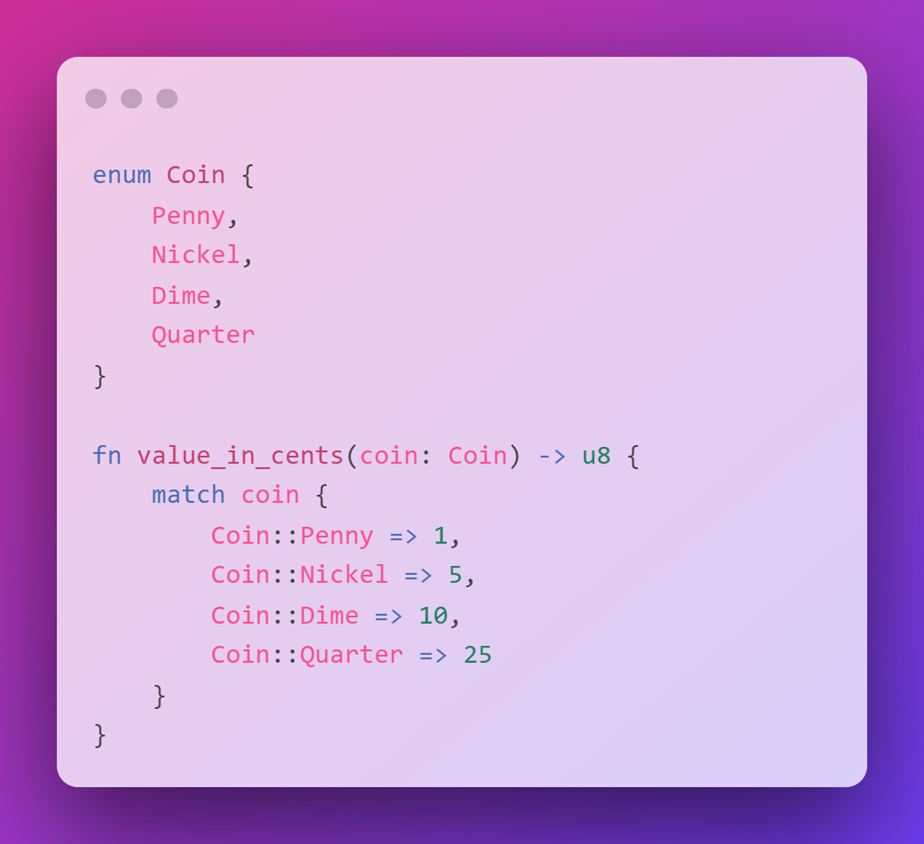 enum Coin {
    Penny,
    Nickel,
    Dime,
    Quarter
}

fn value_in_cents(coin: Coin) -> u8 {
    match coin {
        Coin::Penny => 1,
        Coin::Nickel => 5,
        Coin::Dime => 10,
        Coin::Quarter => 25
    }
}